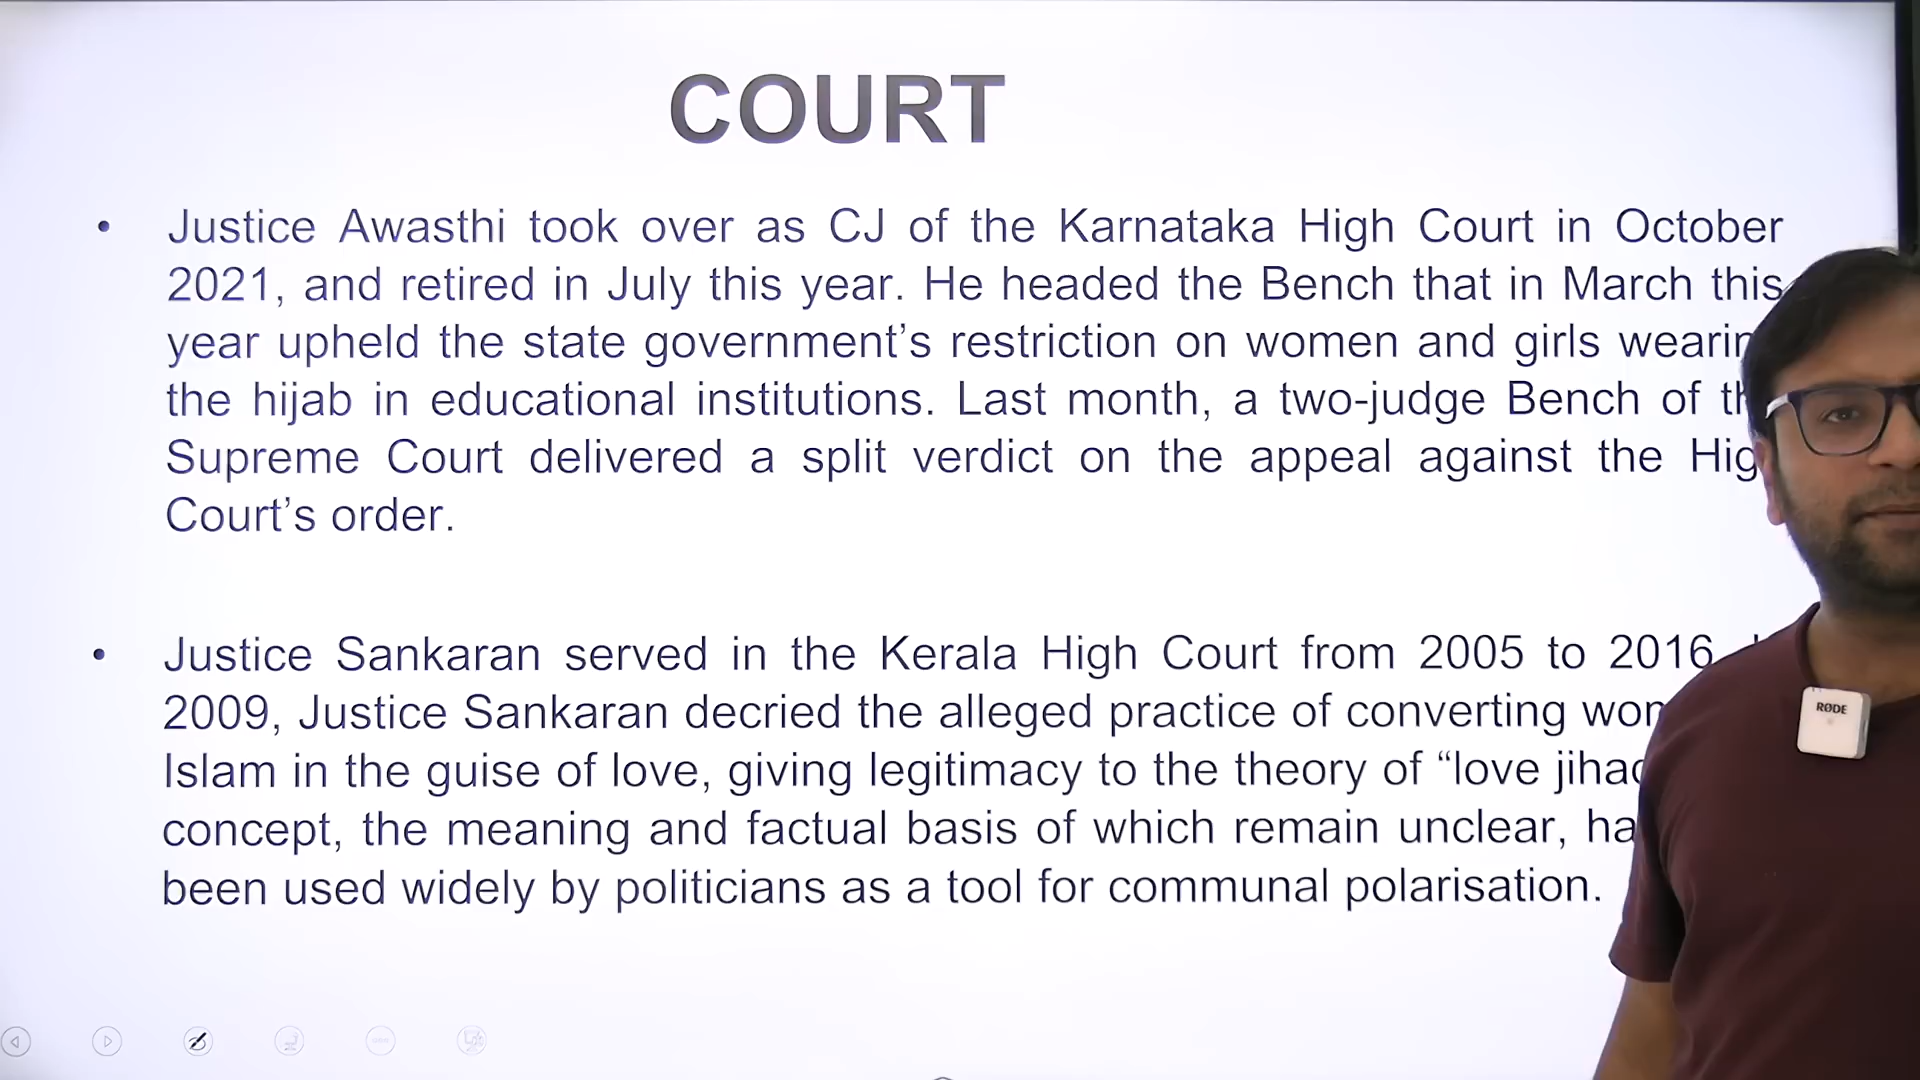 COURT
• Justice Awasthi took over as CJ of the Karnataka High Court in October
2021, and retired in July this year. He headed the Bench that in March this
year upheld the state government’s restriction on women and girls
the hijab in educational institutions. Last month, a two-judge Bench of
Supreme Court delivered a split verdict on the appeal against the
Court’s order.
• Justice Sankaran served in the Kerala High Court from 2005 to 2016.
2009, Justice Sankaran decried the alleged practice of converting
Islam in the guise of love, giving legitimacy to the theory of “love
concept, the meaning and factual basis of which remain unclear,
been used widely by politicians as a tool for communal polarisation.
RØDE